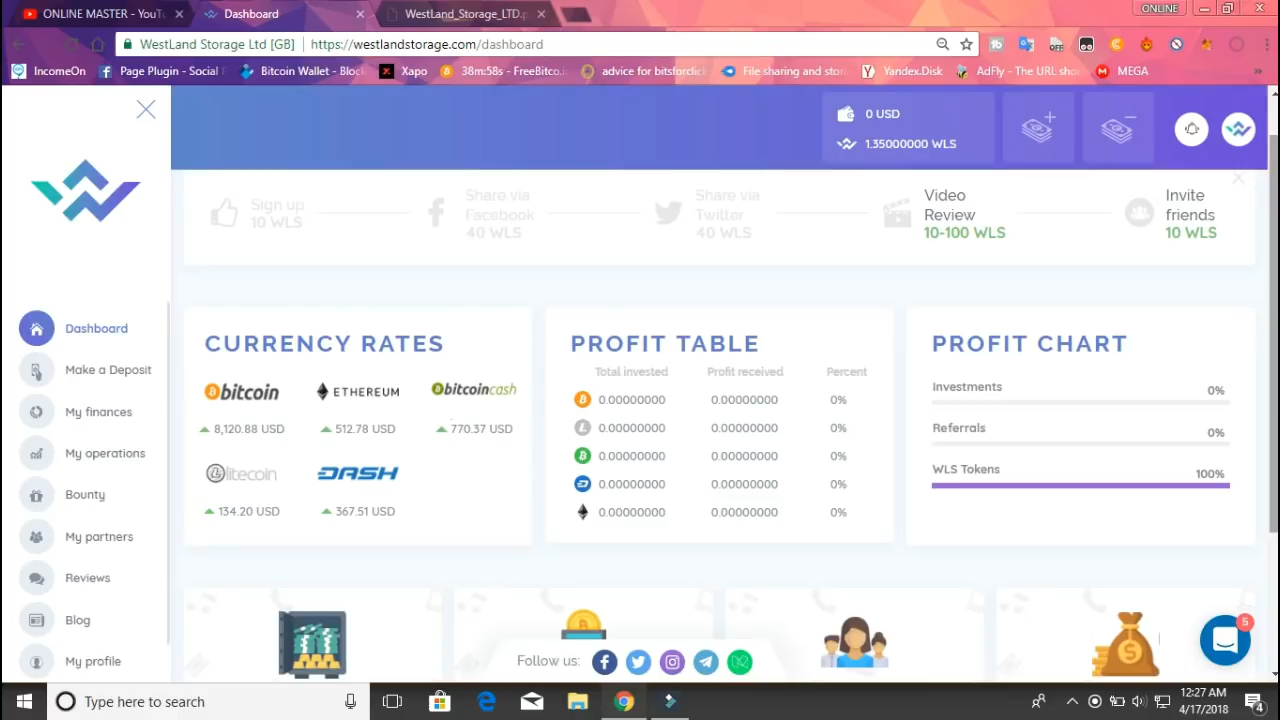 ONLINE MASTER - YouT
Dashboard
WestLand_Storage_LTD.p
ONLINE
WestLand Storage Ltd [GB]
https://westlandstorage.com/dashboard
IncomeOn
Page Plugin - Social
Bitcoin Wallet - Block
Xapo
38m:58s - FreeBitco.i
advice for bitsforclick
File sharing and stor
Yandex.Disk
AdFly - The URL sho
MEGA
0 USD
1.35000000 WLS
Sign up
10 WLS
Share via
Facebook
40 WLS
Share via
Twitter
40 WLS
Video
Review
10-100 WLS
Invite
friends
10 WLS
Dashboard
Make a Deposit
My finances
My operations
Bounty
My partners
Reviews
Blog
My profile
CURRENCY RATES
bitcoin
ETHEREUM
bitcoincash
8,120.88 USD
512.78 USD
770.37 USD
litecoin
DASH
134.20 USD
367.51 USD
PROFIT TABLE
Total invested Profit received Percent
0.00000000 0.00000000 0%
0.00000000 0.00000000 0%
0.00000000 0.00000000 0%
0.00000000 0.00000000 0%
0.00000000 0.00000000 0%
PROFIT CHART
Investments 0%
Referrals 0%
WLS Tokens 100%
Follow us:
5
Type here to search
12:27 AM
4/17/2018
4